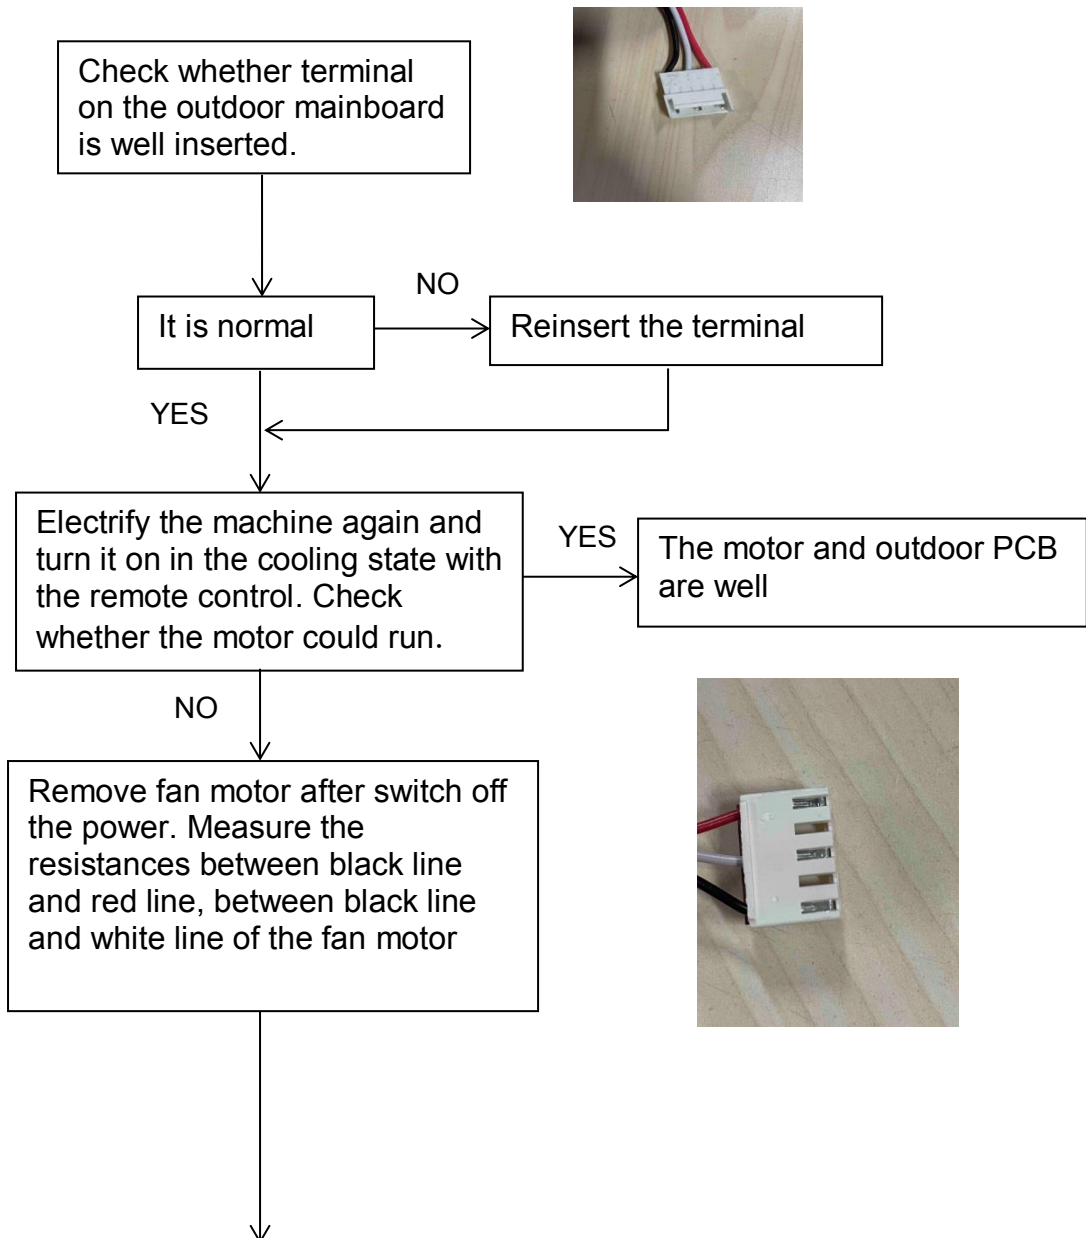 Check whether terminal
on the outdoor mainboard
is well inserted.
NO
It is normal
Reinsert the terminal
YES
Electrify the machine again and
turn it on in the cooling state with
the remote control. Check
whether the motor could run.
YES
The motor and outdoor PCB
are well
NO
Remove fan motor after switch off
the power. Measure the
resistances between black line
and red line, between black line
and white line of the fan motor